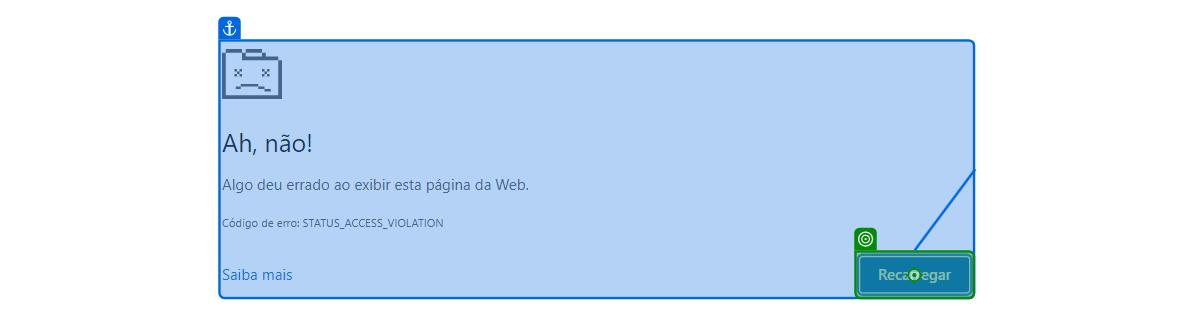 Ah, não!
Algo deu errado ao exibir esta página da Web.
Código de erro: STATUS_ACCESS_VIOLATION
Saiba mais
Recarregar